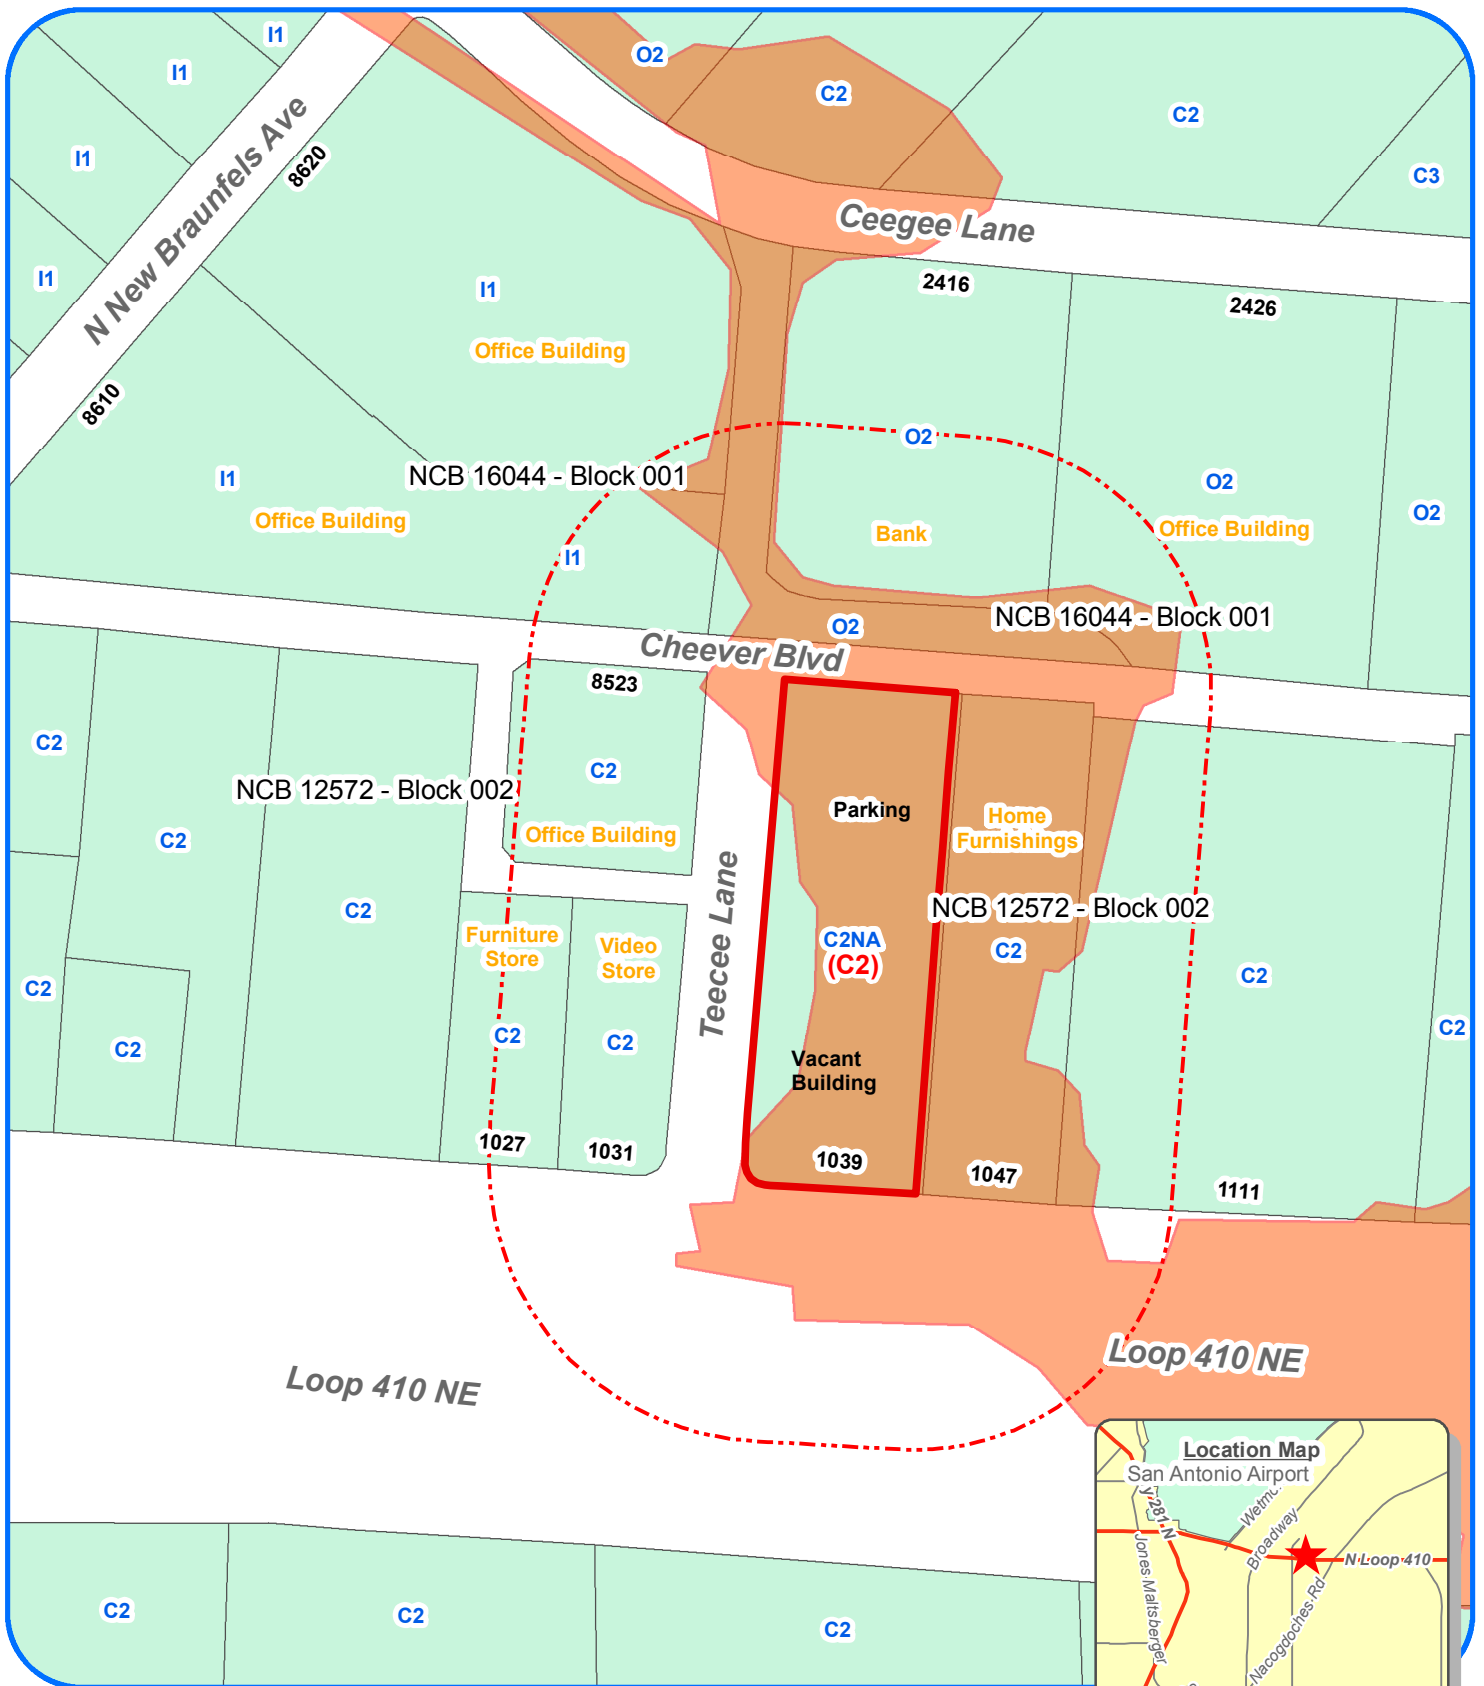 I1
O2
I1
C2
C2
I1
C3
N New Braunfels Ave
8620
Ceegee Lane
I1
2416
I1
2426
Office Building
8610
O2
NCB 16044 - Block 001
I1
O2
O2
Office Building
Bank
Office Building
I1
NCB 16044 - Block 001
O2
Cheever Blvd
8523
C2
C2
NCB 12572 - Block 002
Parking
Home
Furnishings
C2
Office Building
C2
NCB 12572 - Block 002
Furniture
Store
Video
Store
Teecee Lane
C2NA
(C2)
C2
C2
C2
C2
C2
C2
C2
C2
Vacant
Building
1027
1031
1039
1047
1111
Loop 410 NE
Loop 410 NE
Location Map
San Antonio Airport
y 281 N
Wetmo
Broadway
N Loop 410
Jones-Maltsberger
Nacogdoches Rd
C2
C2
C2